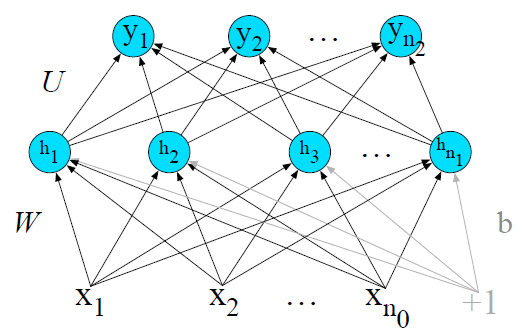 y1 y2 … yn2
U
h1 h2 h3 … hn1
W b
x1 x2 … xn0 +1